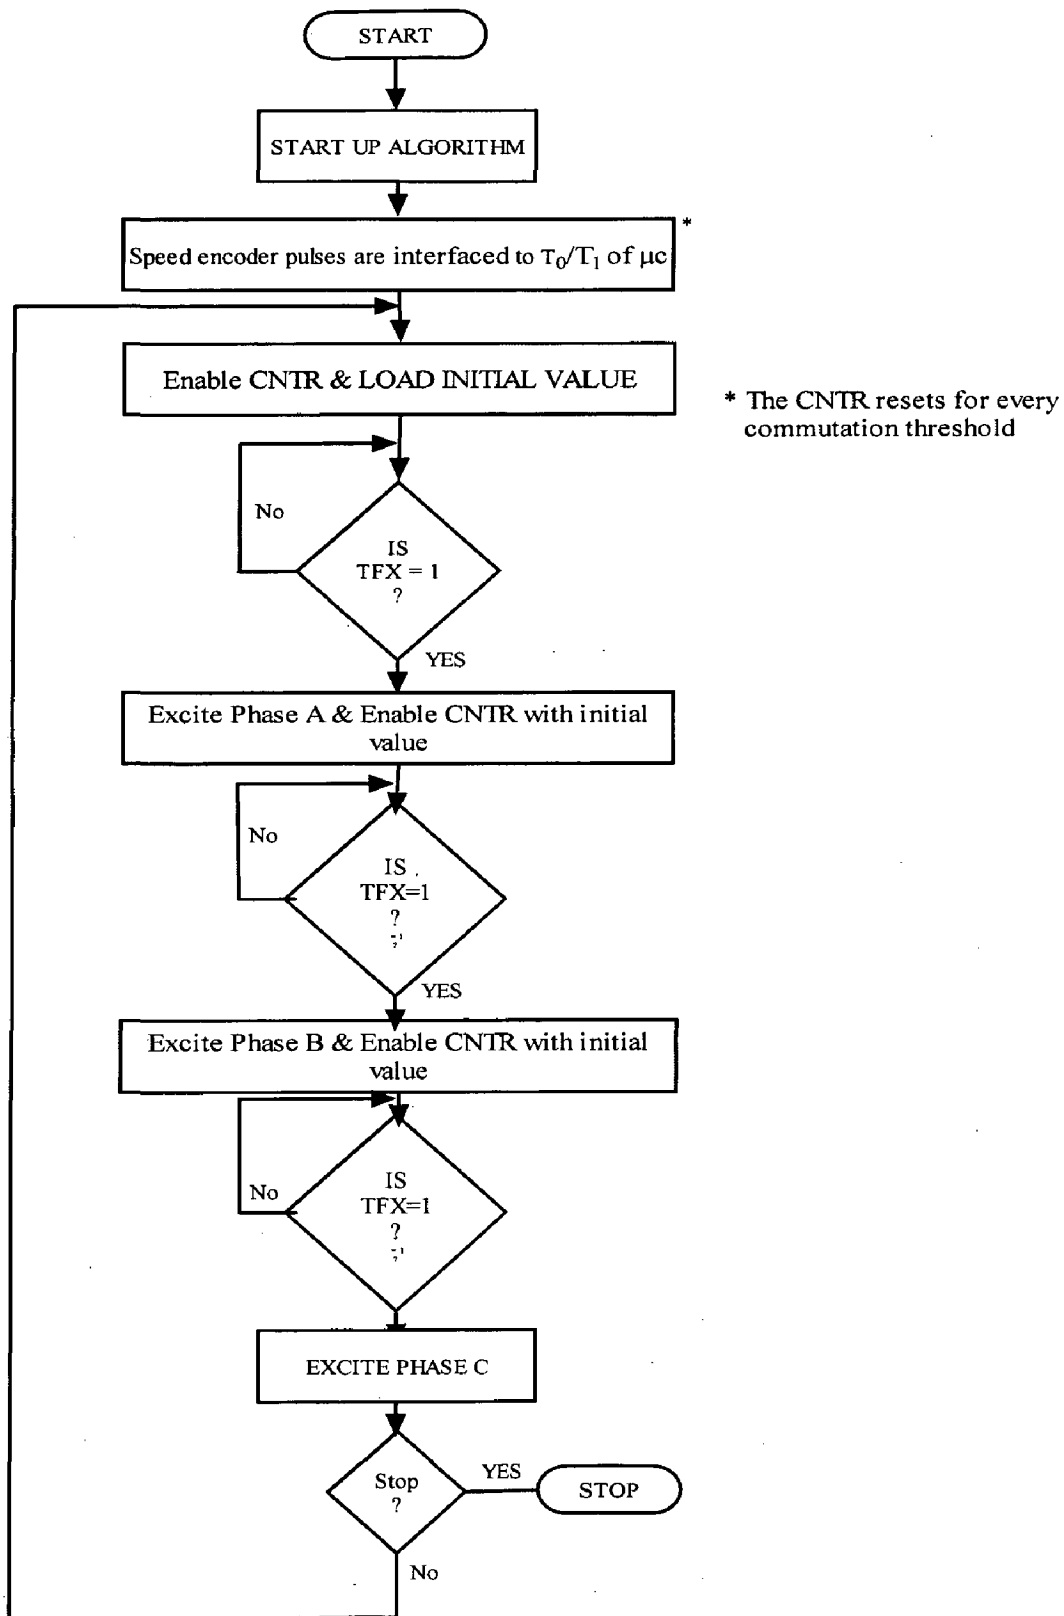 START
START UP ALGORITHM
*
Speed encoder pulses are interfaced to T₀/T₁ of µc
Enable CNTR & LOAD INITIAL VALUE
* The CNTR resets for every
commutation threshold
No
IS
TFX = 1
?
YES
Excite Phase A & Enable CNTR with initial
value
No
IS
TFX=1
?
YES
Excite Phase B & Enable CNTR with initial
value
No
IS
TFX=1
?
EXCITE PHASE C
Stop
?
YES
STOP
No